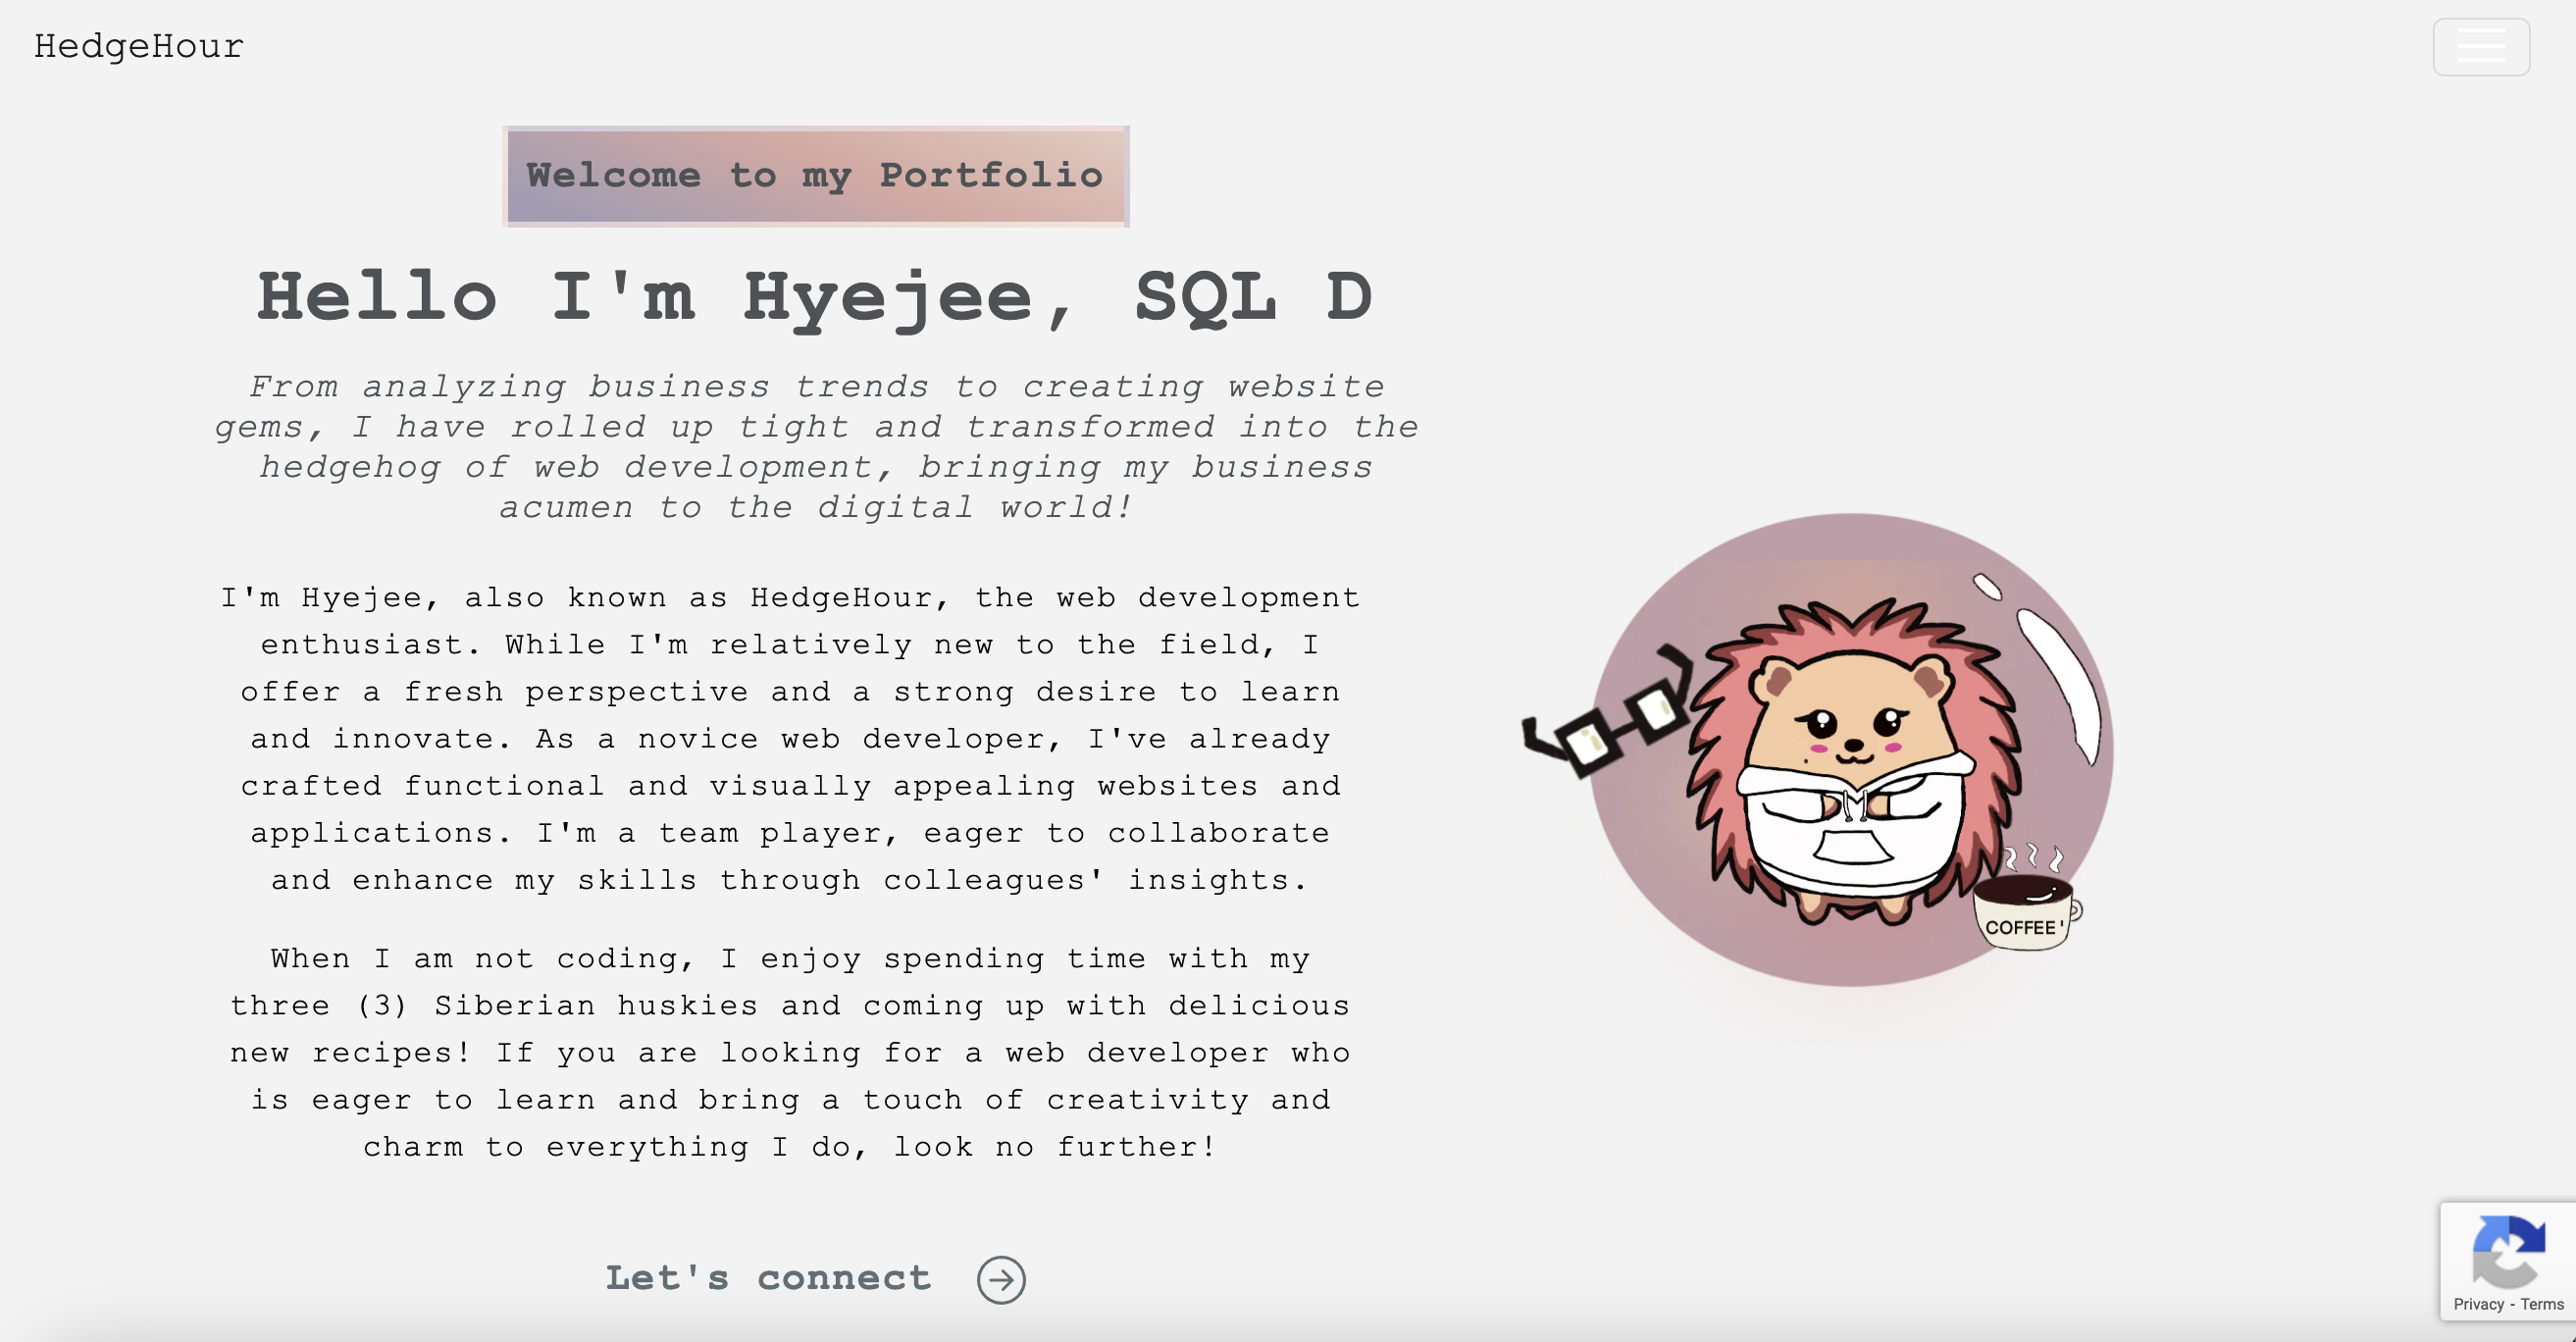 HedgeHour
Welcome to my Portfolio
Hello I'm Hyejee, SQL D
From analyzing business trends to creating website
gems, I have rolled up tight and transformed into the
hedgehog of web development, bringing my business
acumen to the digital world!
I'm Hyejee, also known as HedgeHour, the web development
enthusiast. While I'm relatively new to the field, I
offer a fresh perspective and a strong desire to learn
and innovate. As a novice web developer, I've already
crafted functional and visually appealing websites and
applications. I'm a team player, eager to collaborate
and enhance my skills through colleagues' insights.
When I am not coding, I enjoy spending time with my
three (3) Siberian huskies and coming up with delicious
new recipes! If you are looking for a web developer who
is eager to learn and bring a touch of creativity and
charm to everything I do, look no further!
Let's connect
COFFEE'
Privacy - Terms